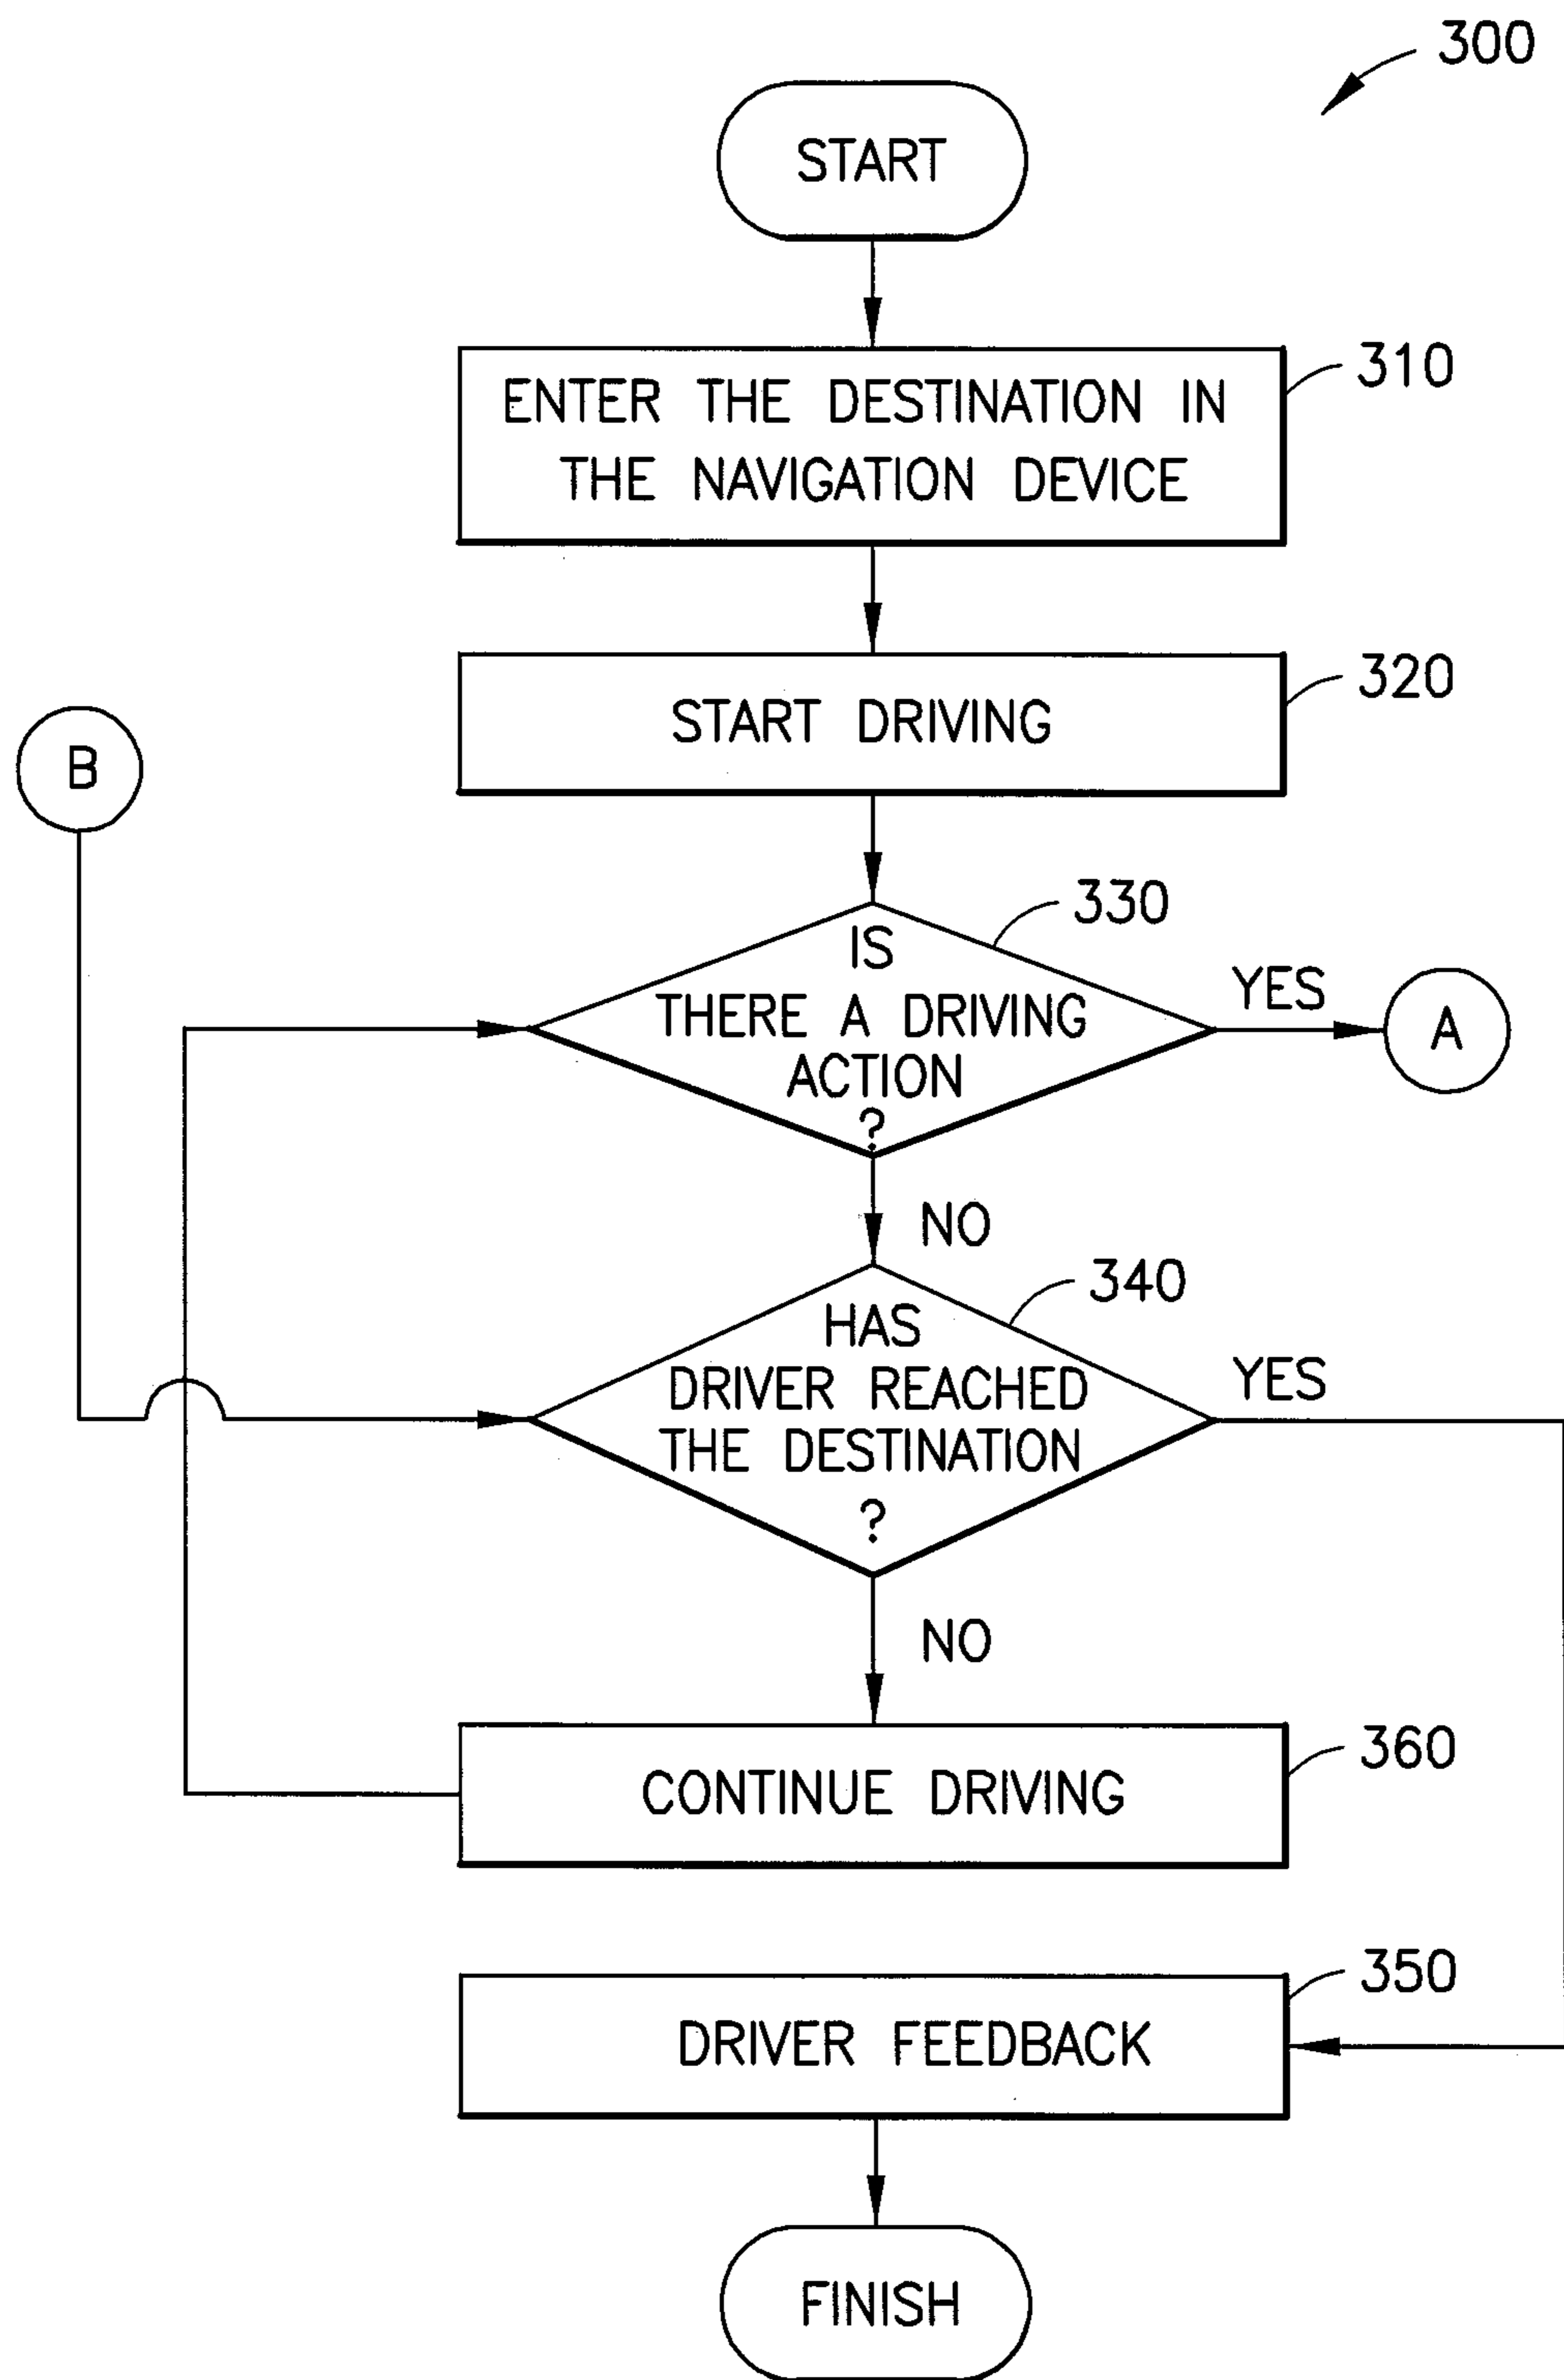 300
START
310
ENTER THE DESTINATION IN
THE NAVIGATION DEVICE
320
START DRIVING
B
330
IS
THERE A DRIVING
ACTION
?
YES
A
NO
340
HAS
DRIVER REACHED
THE DESTINATION
?
YES
NO
360
CONTINUE DRIVING
350
DRIVER FEEDBACK
FINISH